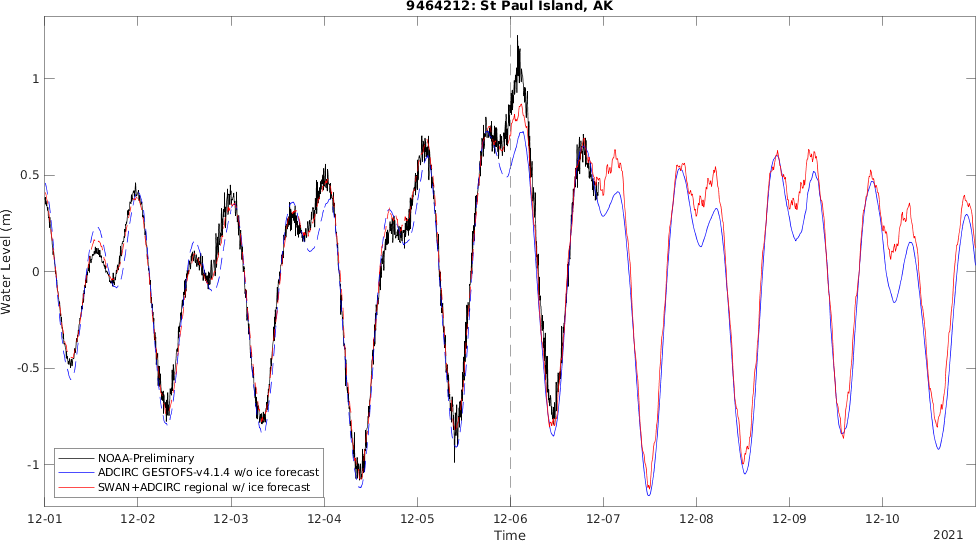 9464212: St Paul Island, AK
Water Level (m)
1
0.5
0
-0.5
-1
NOAA-Preliminary
ADCIRC GESTOFS-v4.1.4 w/o ice forecast
SWAN+ADCIRC regional w/ ice forecast
12-01 12-02 12-03 12-04 12-05 12-06 12-07 12-08 12-09 12-10
Time
2021